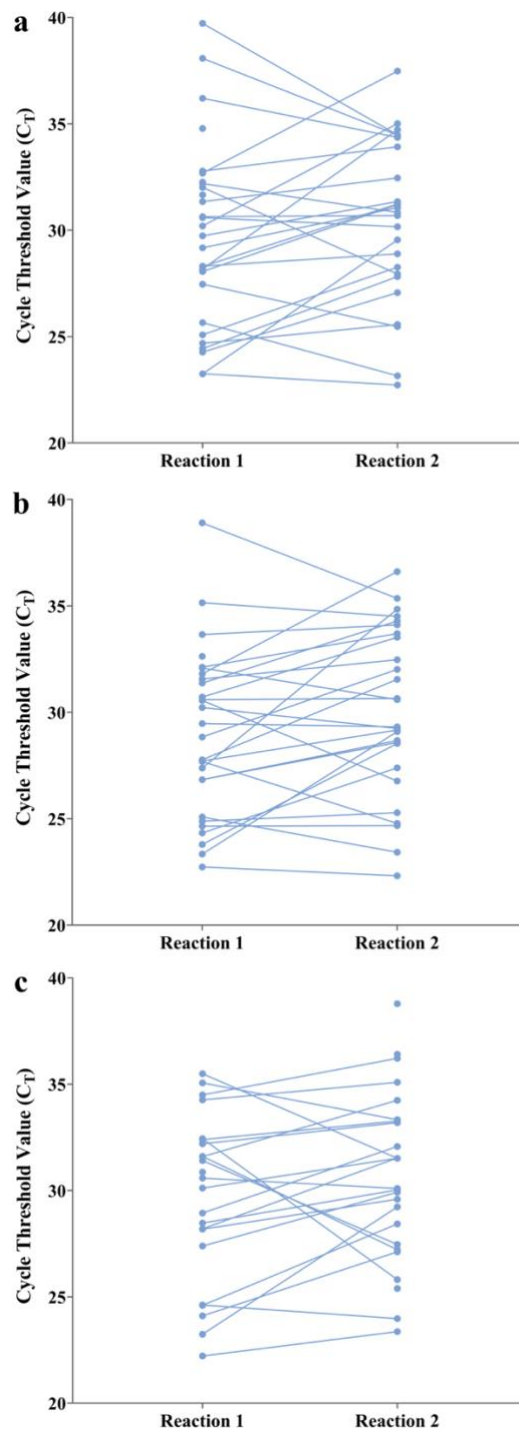 a
40
35
30
25
20
Cycle Threshold Value (CT)
Reaction 1 Reaction 2
b
40
35
30
25
20
Cycle Threshold Value (CT)
Reaction 1 Reaction 2
c
40
35
30
25
20
Cycle Threshold Value (CT)
Reaction 1 Reaction 2